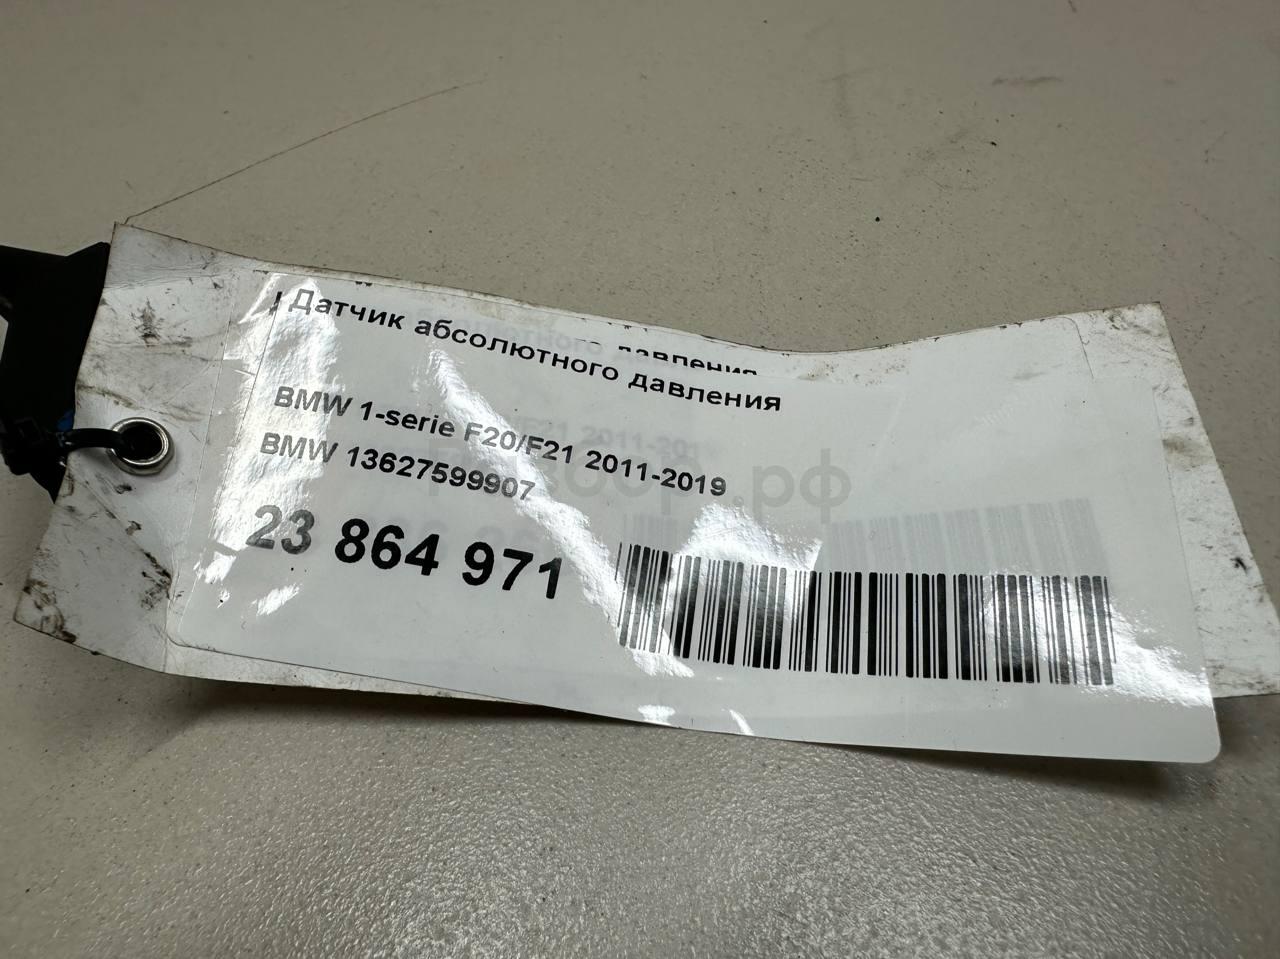 Датчик абсолютного давления
BMW 1-serie F20/F21 2011-2019
BMW 13627599907
23 864 971